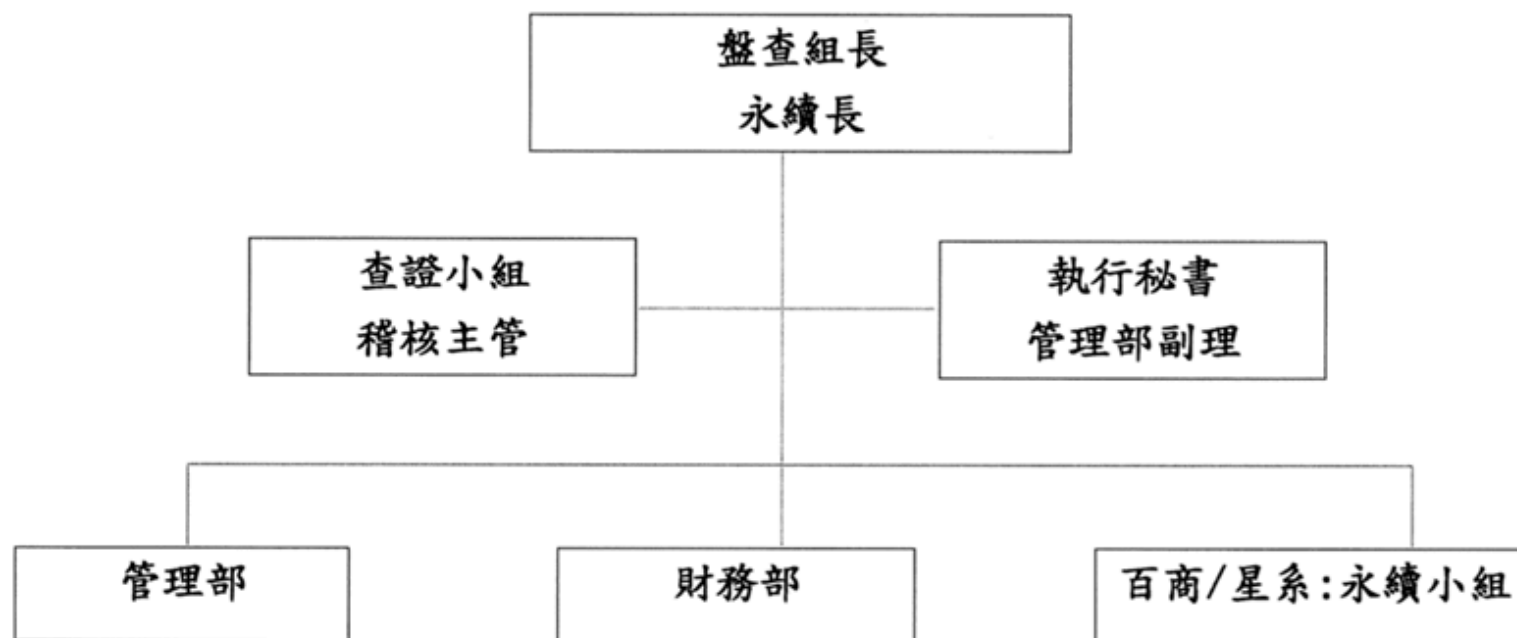 盤查組長
永續長
查證小組
稽核主管
執行秘書
管理部副理
管理部
財務部
百商/星系:永續小組